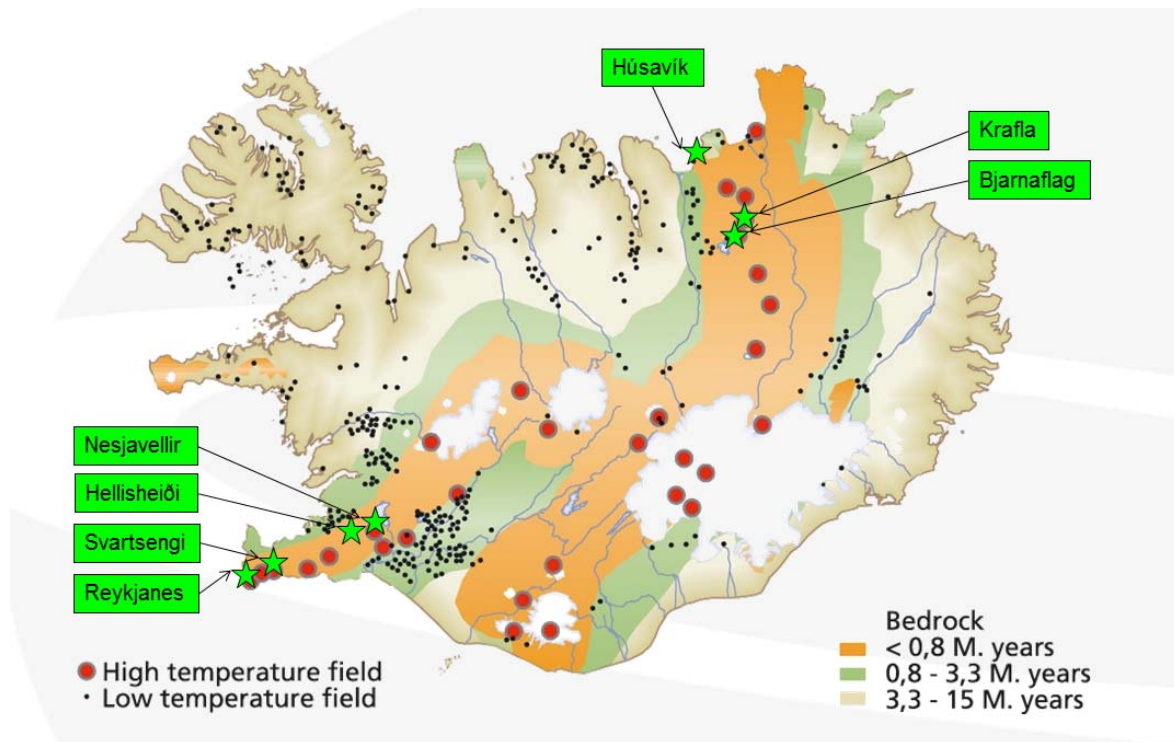 Húsavík
Krafla
Bjarnaflag
Nesjavellir
Hellisheiði
Svartsengi
Reykjanes
High temperature field
Low temperature field
Bedrock
< 0,8 M. years
0,8 - 3,3 M. years
3,3 - 15 M. years